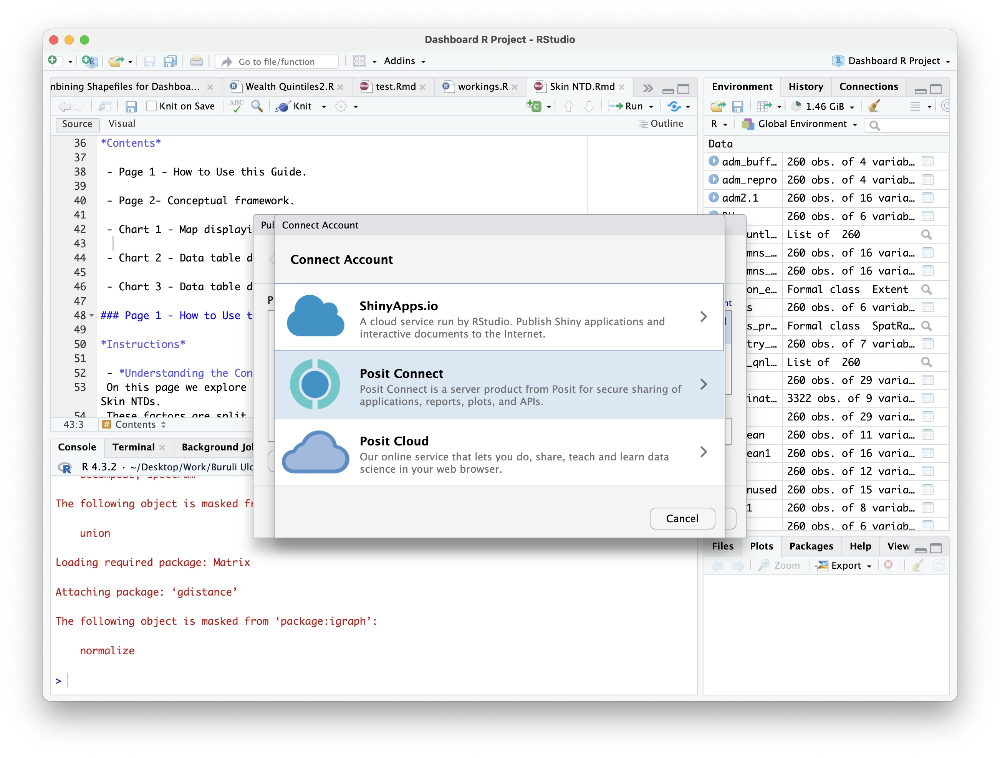 Dashboard R Project - RStudio
Go to file/function
Addins
Dashboard R Project
mbining Shapefiles for Dashboa...
Wealth Quintiles2.R
test.Rmd
workings.R
Skin NTD.Rmd
Knit on Save
ABC
Knit
Run
Source
Visual
Outline
36 *Contents*
37
38 - Page 1 - How to Use this Guide.
39
40 - Page 2- Conceptual framework.
41
42 - Chart 1 - Map displayi
43
44 - Chart 2 - Data table d
45
46 - Chart 3 - Data table d
47
48 ### Page 1 - How to Use t
49
50 *Instructions*
51
52 - *Understanding the Con
53 On this page we explore
Skin NTDs.
54 These factors are split
43:3
# Contents
Console
Terminal
Background Jo
R 4.3.2 · ~/Desktop/Work/Buruli Ulc
decompose, spectrum
The following object is masked fr
union
Loading required package: Matrix
Attaching package: ‘gdistance’
The following object is masked from ‘package:igraph’:
normalize
>
Pub
Connect Account
Connect Account
ShinyApps.io
A cloud service run by RStudio. Publish Shiny applications and
interactive documents to the Internet.
Posit Connect
Posit Connect is a server product from Posit for secure sharing of
applications, reports, plots, and APIs.
Posit Cloud
Our online service that lets you do, share, teach and learn data
science in your web browser.
Cancel
P
nt
Environment
History
Connections
1.46 GiB
R
Global Environment
Data
adm_buff... 260 obs. of 4 variab...
adm_repro 260 obs. of 4 variab...
adm2.1 260 obs. of 16 varia...
260 obs. of 6 variab...
untl... List of 260
mns_... 260 obs. of 16 varia...
mns_... 260 obs. of 16 varia...
on_e... Formal class Extent
s 260 obs. of 6 variab...
s_pr... Formal class SpatRa...
try_... 260 obs. of 7 variab...
_qnl... List of 260
260 obs. of 29 varia...
inat... 3322 obs. of 9 varia...
260 obs. of 29 varia...
ean 260 obs. of 11 varia...
ean1 260 obs. of 16 varia...
260 obs. of 12 varia...
nused 260 obs. of 15 varia...
1 260 obs. of 8 variab...
260 obs. of 6 variab...
Files
Plots
Packages
Help
View
Zoom
Export